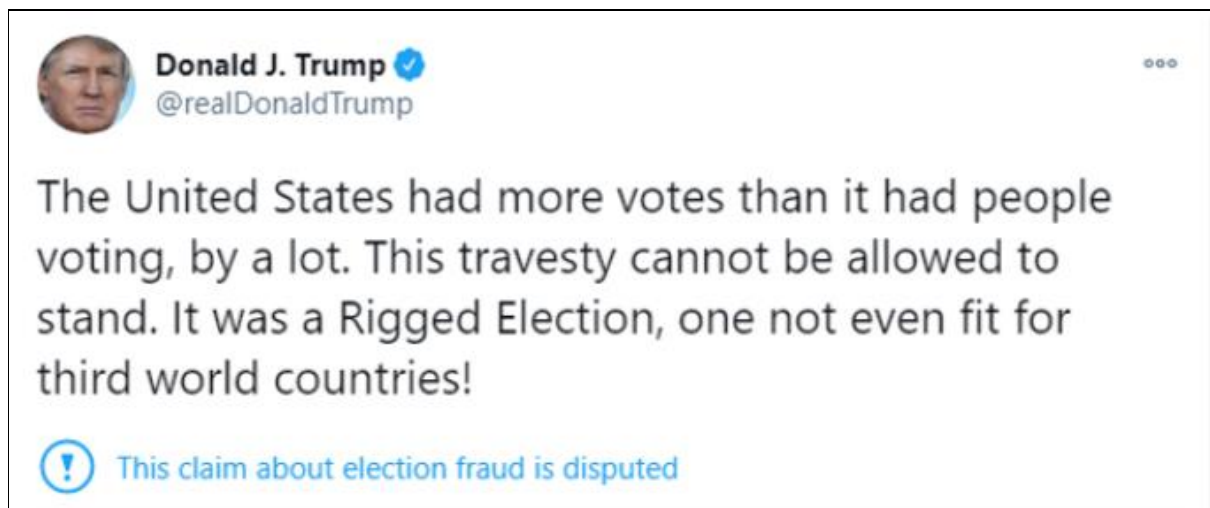 Donald J. Trump
@realDonaldTrump
The United States had more votes than it had people
voting, by a lot. This travesty cannot be allowed to
stand. It was a Rigged Election, one not even fit for
third world countries!
This claim about election fraud is disputed